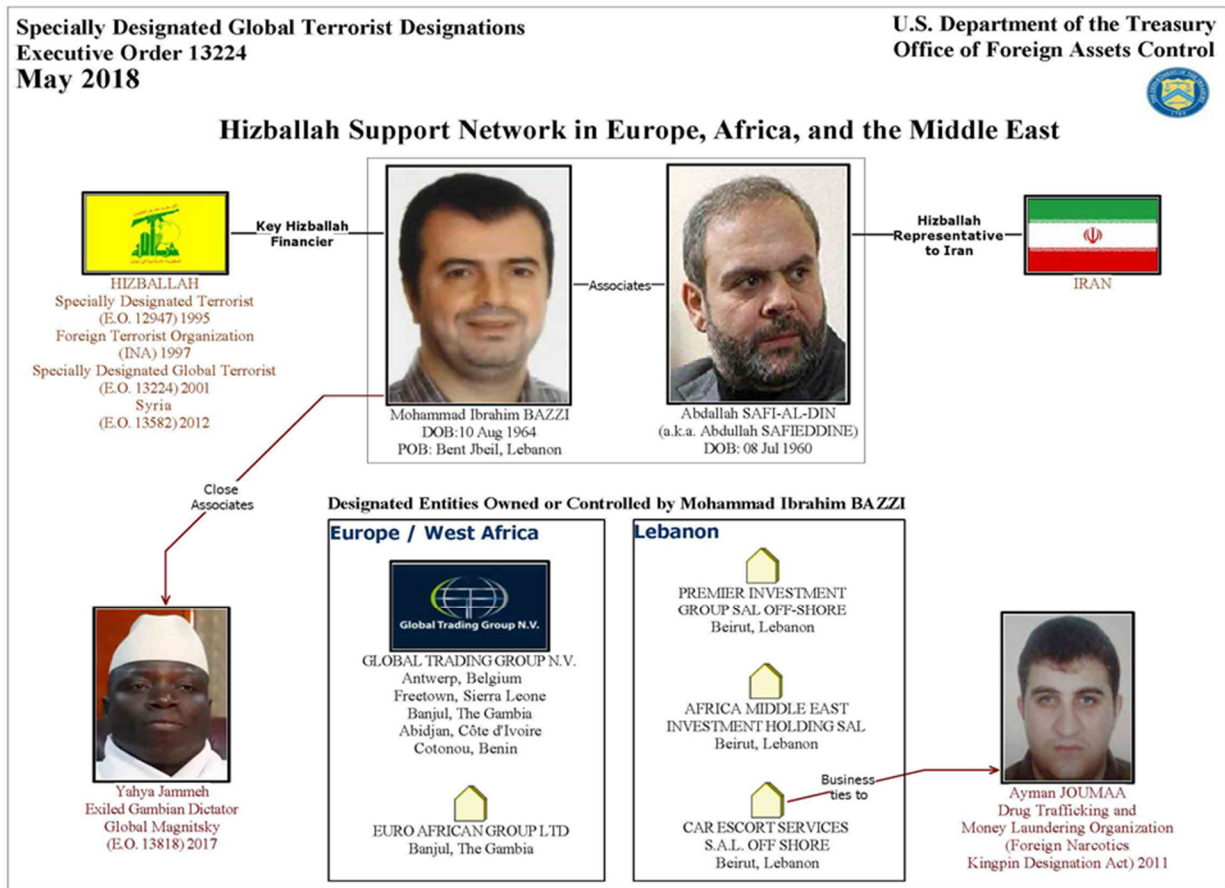 Specially Designated Global Terrorist Designations
Executive Order 13224
May 2018
U.S. Department of the Treasury
Office of Foreign Assets Control
Hizballah Support Network in Europe, Africa, and the Middle East
Key Hizballah
Financier
Associates
Hizballah
Representative
to Iran
HIZBALLAH
Specially Designated Terrorist
(E.O. 12947) 1995
Foreign Terrorist Organization
(INA) 1997
Specially Designated Global Terrorist
(E.O. 13224) 2001
Syria
(E.O. 13582) 2012
IRAN
Mohammad Ibrahim BAZZI
DOB:10 Aug 1964
POB: Bent Jbeil, Lebanon
Abdallah SAFI-AL-DIN
(a.k.a. Abdullah SAFIEDDINE)
DOB: 08 Jul 1960
Close
Associates
Designated Entities Owned or Controlled by Mohammad Ibrahim BAZZI
Europe / West Africa
Global Trading Group N.V.
GLOBAL TRADING GROUP N.V.
Antwerp, Belgium
Freetown, Sierra Leone
Banjul, The Gambia
Abidjan, Côte d'Ivoire
Cotonou, Benin
EURO AFRICAN GROUP LTD
Banjul, The Gambia
Lebanon
PREMIER INVESTMENT
GROUP SAL OFF-SHORE
Beirut, Lebanon
AFRICA MIDDLE EAST
INVESTMENT HOLDING SAL
Beirut, Lebanon
CAR ESCORT SERVICES
S.A.L. OFF SHORE
Beirut, Lebanon
Business
ties to
Yahya Jammeh
Exiled Gambian Dictator
Global Magnitsky
(E.O. 13818) 2017
Ayman JOUMAA
Drug Trafficking and
Money Laundering Organization
(Foreign Narcotics
Kingpin Designation Act) 2011